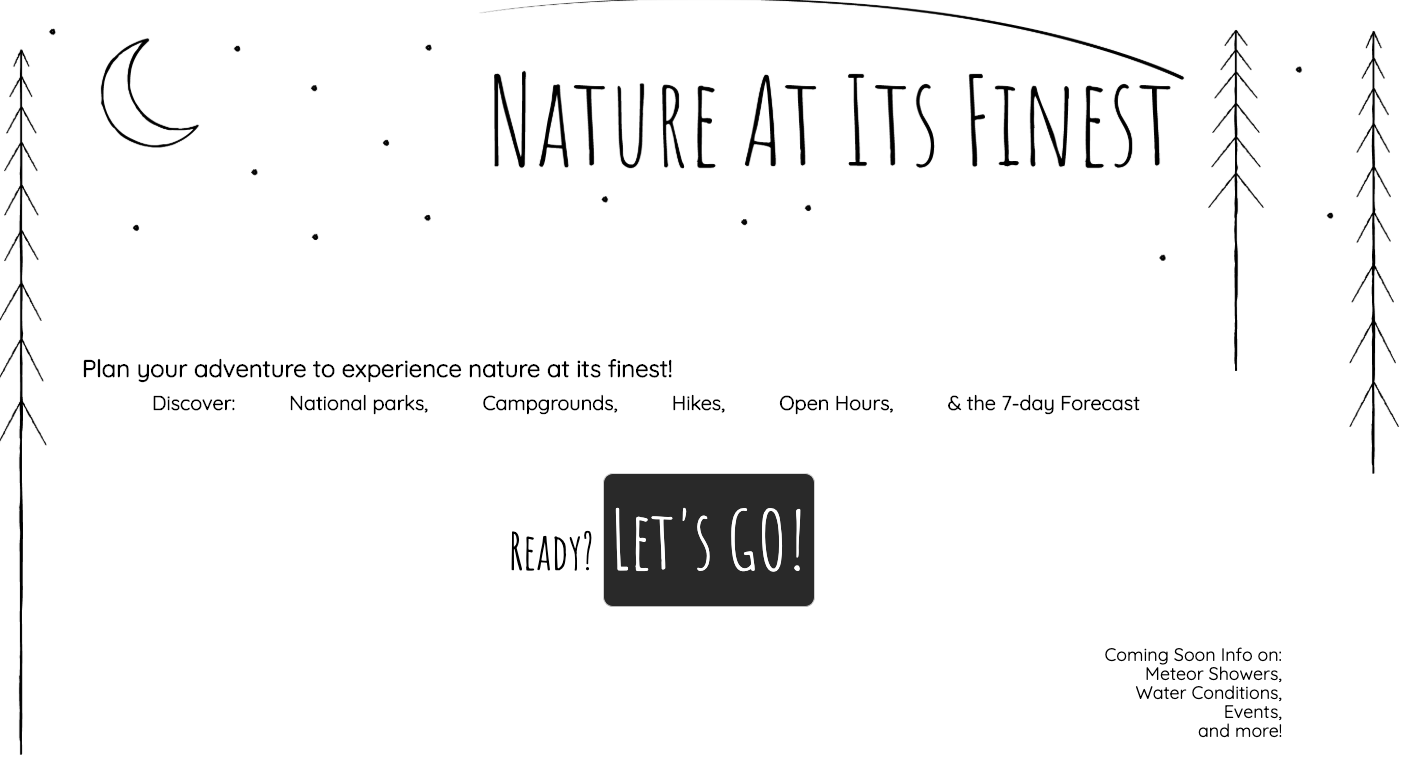 Nature At Its Finest
Plan your adventure to experience nature at its finest!
Discover: National parks, Campgrounds, Hikes, Open Hours, & the 7-day Forecast
Ready? Let's GO!
Coming Soon Info on:
Meteor Showers,
Water Conditions,
Events,
and more!